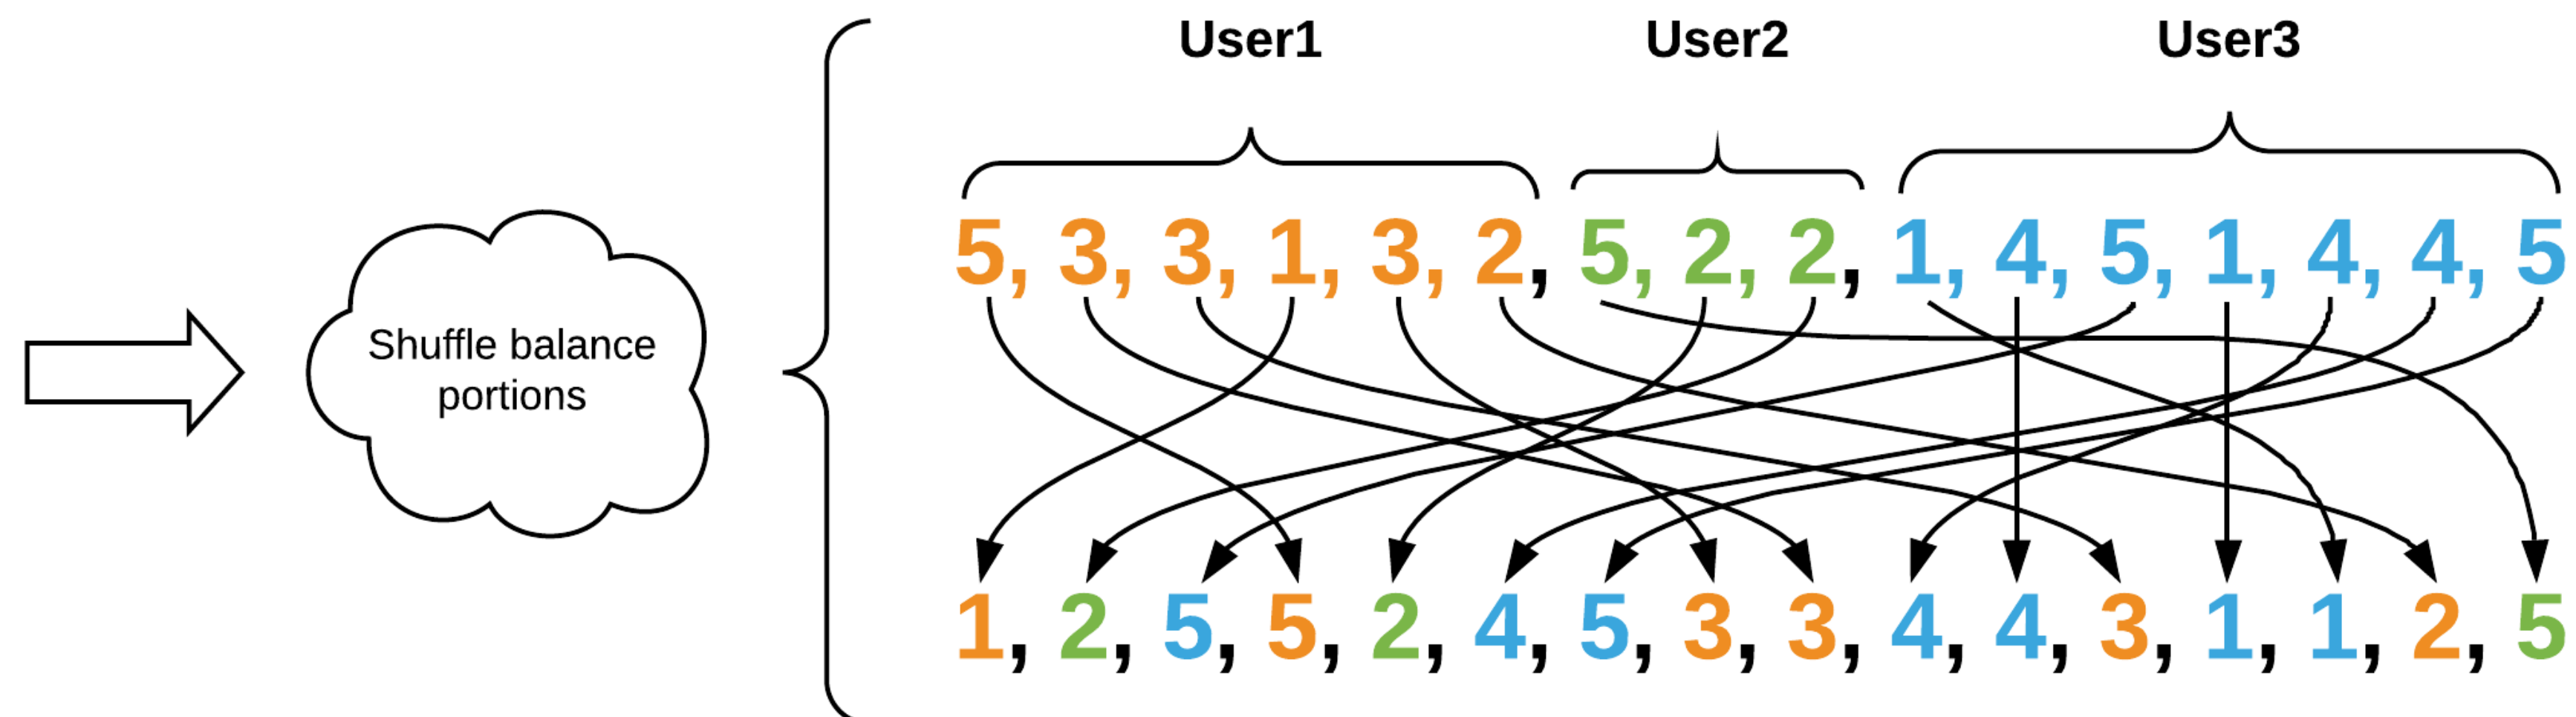 User1 User2 User3
5, 3, 3, 1, 3, 2, 5, 2, 2, 1, 4, 5, 1, 4, 4, 5
Shuffle balance
portions
1, 2, 5, 5, 2, 4, 5, 3, 3, 4, 4, 3, 1, 1, 2, 5